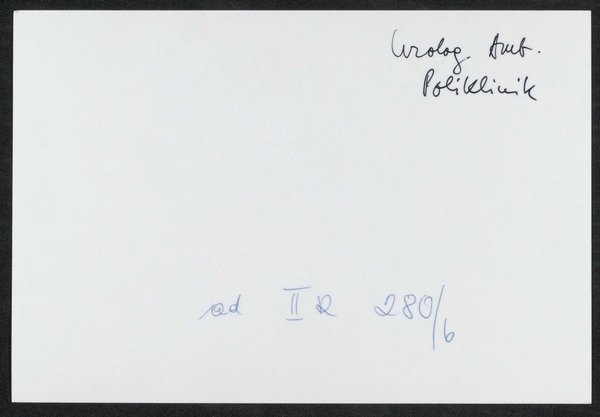 Urolog. Amb.
Poliklinik
ad II R 280/6